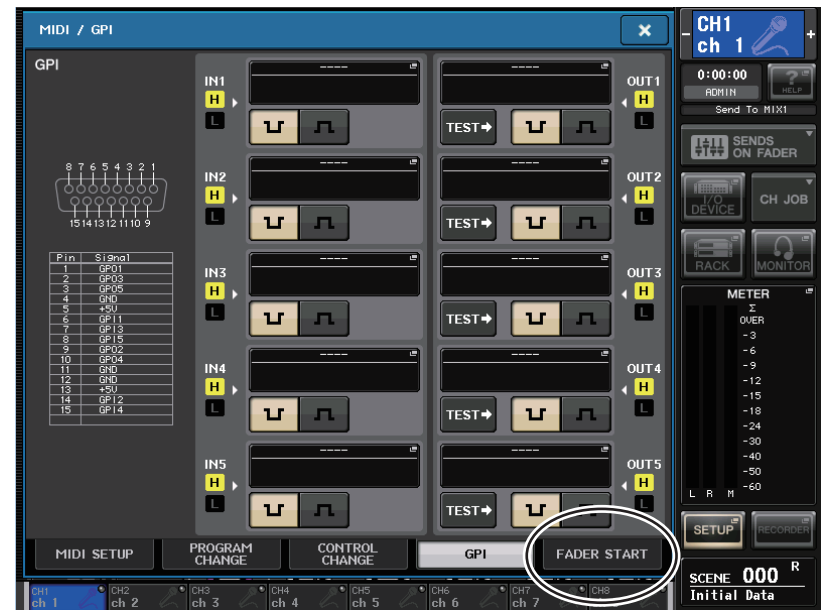 MIDI / GPI
×
GPI
8 7 6 5 4 3 2 1
15 14 13 12 11 10 9
Pin Signal
1 GPO1
2 GPO3
3 GPO5
4 GND
5 +5V
6 GPI1
7 GPI3
8 GPI5
9 GPO2
10 GPO4
11 GND
12 GND
13 +5V
14 GPI2
15 GPI4
IN1
H
L
----
----
TEST
OUT1
H
L
IN2
H
L
----
----
TEST
OUT2
H
L
IN3
H
L
----
----
TEST
OUT3
H
L
IN4
H
L
----
----
TEST
OUT4
H
L
IN5
H
L
----
----
TEST
OUT5
H
L
MIDI SETUP
PROGRAM CHANGE
CONTROL CHANGE
GPI
FADER START
CH1 ch 1
CH2 ch 2
CH3 ch 3
CH4 ch 4
CH5 ch 5
CH6 ch 6
CH7 ch 7
CH8
- CH1 +
ch 1
0:00:00
ADMIN
? HELP
Send To MIX1
SENDS ON FADER
I/O DEVICE
CH JOB
RACK
MONITOR
METER
Σ
OVER
-3
-6
-9
-12
-15
-18
-24
-30
-40
-50
-60
L R M
SETUP
RECORDER
SCENE 000 R
Initial Data